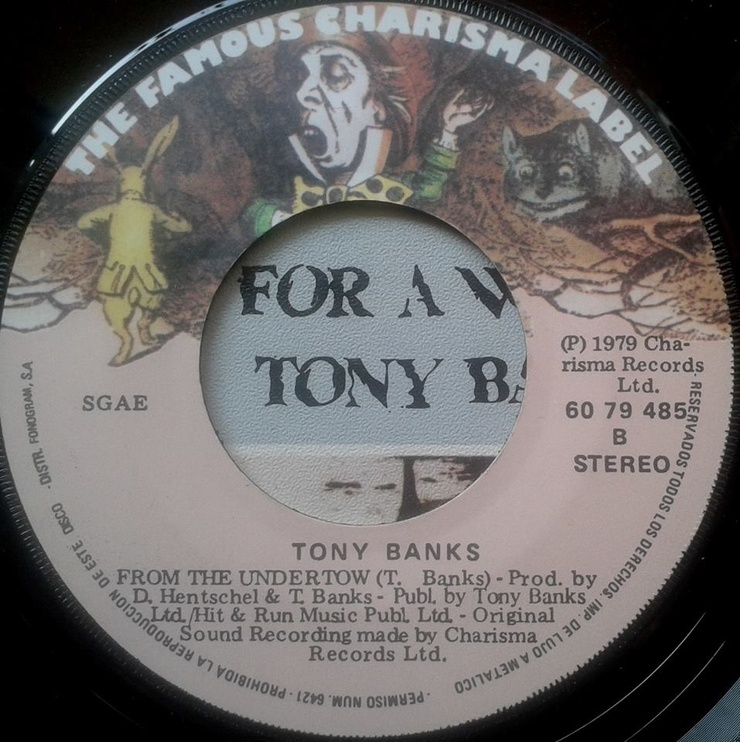 THE FAMOUS CHARISMA LABEL
FOR A
TONY
SGAE
(P) 1979 Cha-
risma Records
Ltd.
60 79 485
B
STEREO
TONY BANKS
FROM THE UNDERTOW (T. Banks) - Prod. by
D. Hentschel & T. Banks - Publ. by Tony Banks
Ltd./Hit & Run Music Publ. Ltd. - Original
Sound Recording made by Charisma
Records Ltd.
RESERVADOS TODOS LOS DERECHOS. IMP DE LUJO A METALICO
- PERMISO NUM. 6421 - PROHIBIDA LA REPRODUCCION DE ESTE DISCO - DISTR. FONOGRAM, S.A